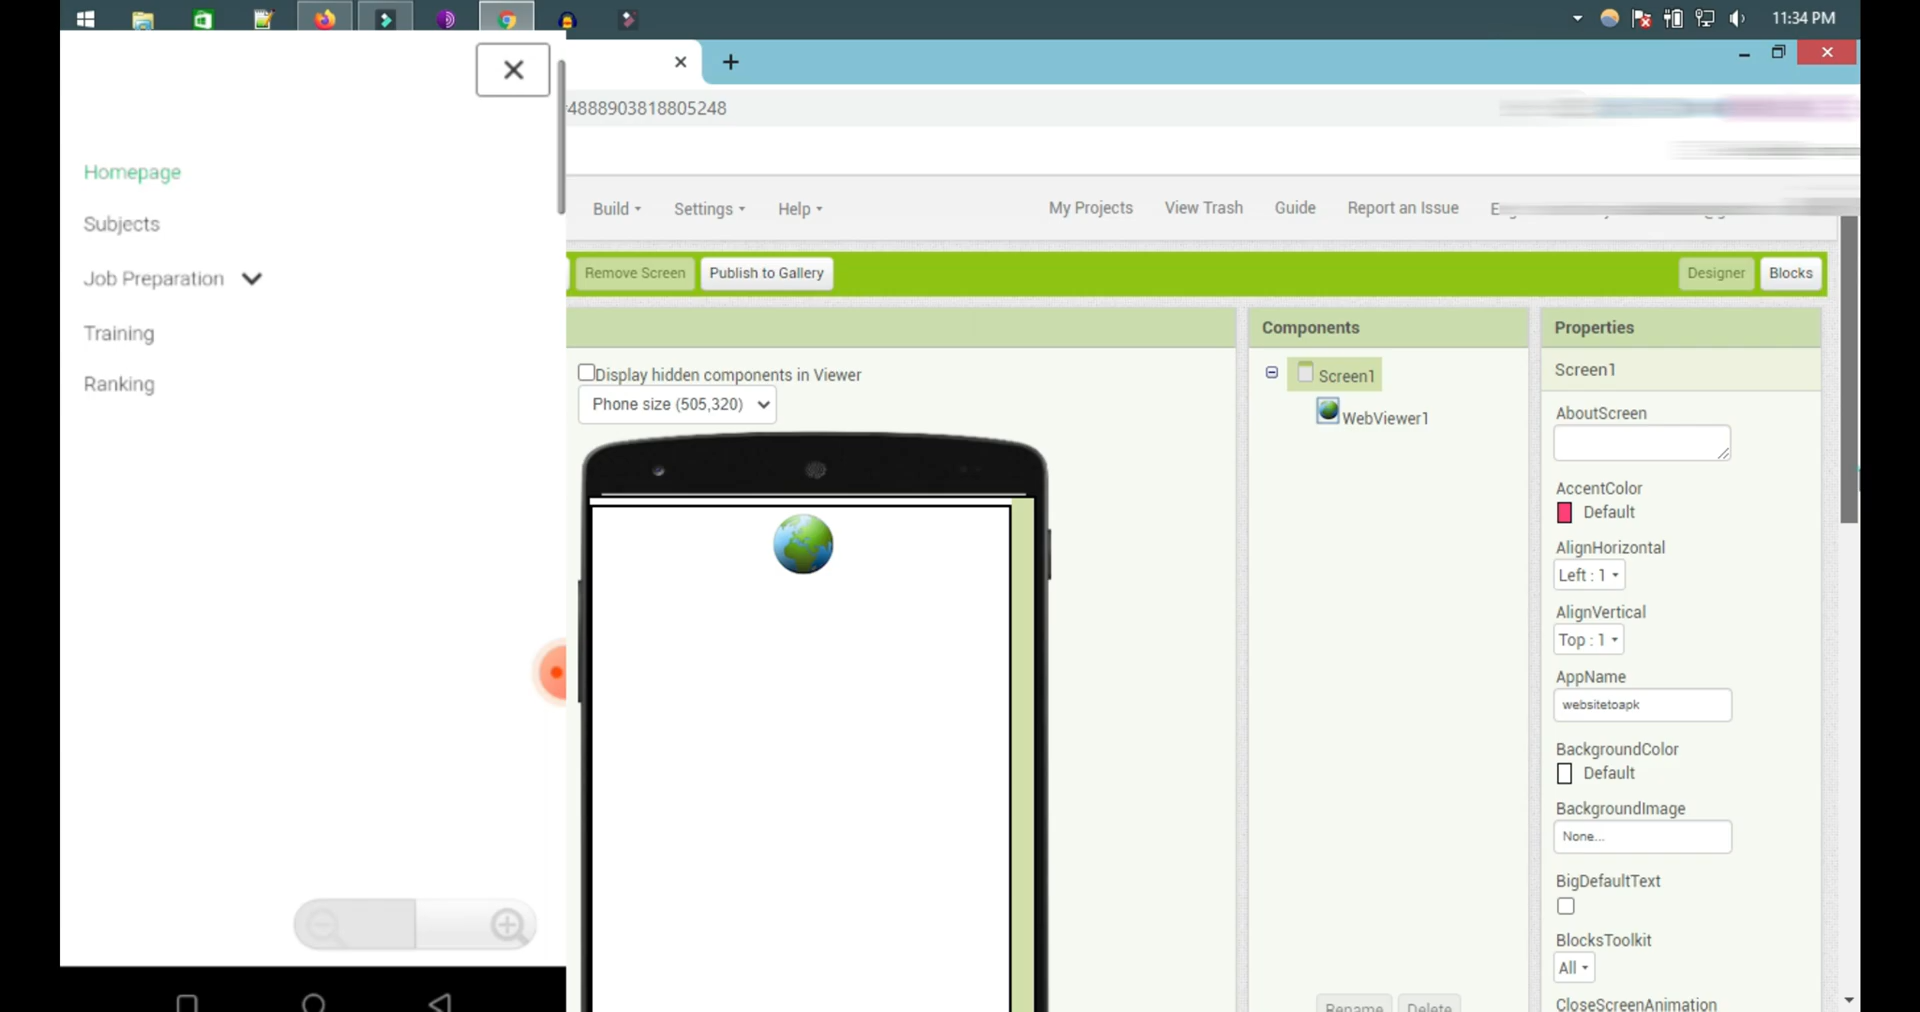 11:34 PM
4888903818805248
Build
Settings
Help
My Projects
View Trash
Guide
Report an Issue
Homepage
Subjects
Job Preparation
Training
Ranking
Remove Screen
Publish to Gallery
Designer
Blocks
Display hidden components in Viewer
Phone size (505,320)
Components
Screen1
WebViewer1
Rename
Delete
Properties
Screen1
AboutScreen
AccentColor
Default
AlignHorizontal
Left : 1
AlignVertical
Top : 1
AppName
websitetoapk
BackgroundColor
Default
BackgroundImage
None...
BigDefaultText
BlocksToolkit
All
CloseScreenAnimation